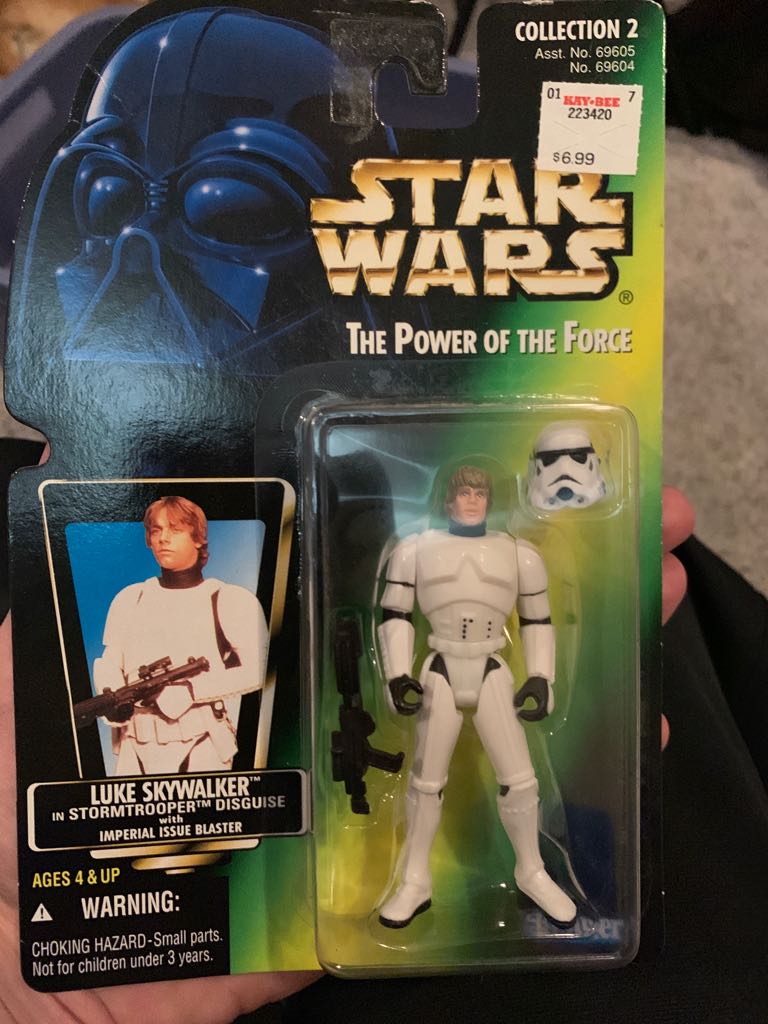 COLLECTION 2
Asst. No. 69605
No. 69604
01 KAY•BEE 7
223420
$6.99
STAR
WARS®
THE POWER OF THE FORCE
LUKE SKYWALKER™
IN STORMTROOPER™ DISGUISE
with
IMPERIAL ISSUE BLASTER
AGES 4 & UP
WARNING:
CHOKING HAZARD-Small parts.
Not for children under 3 years.